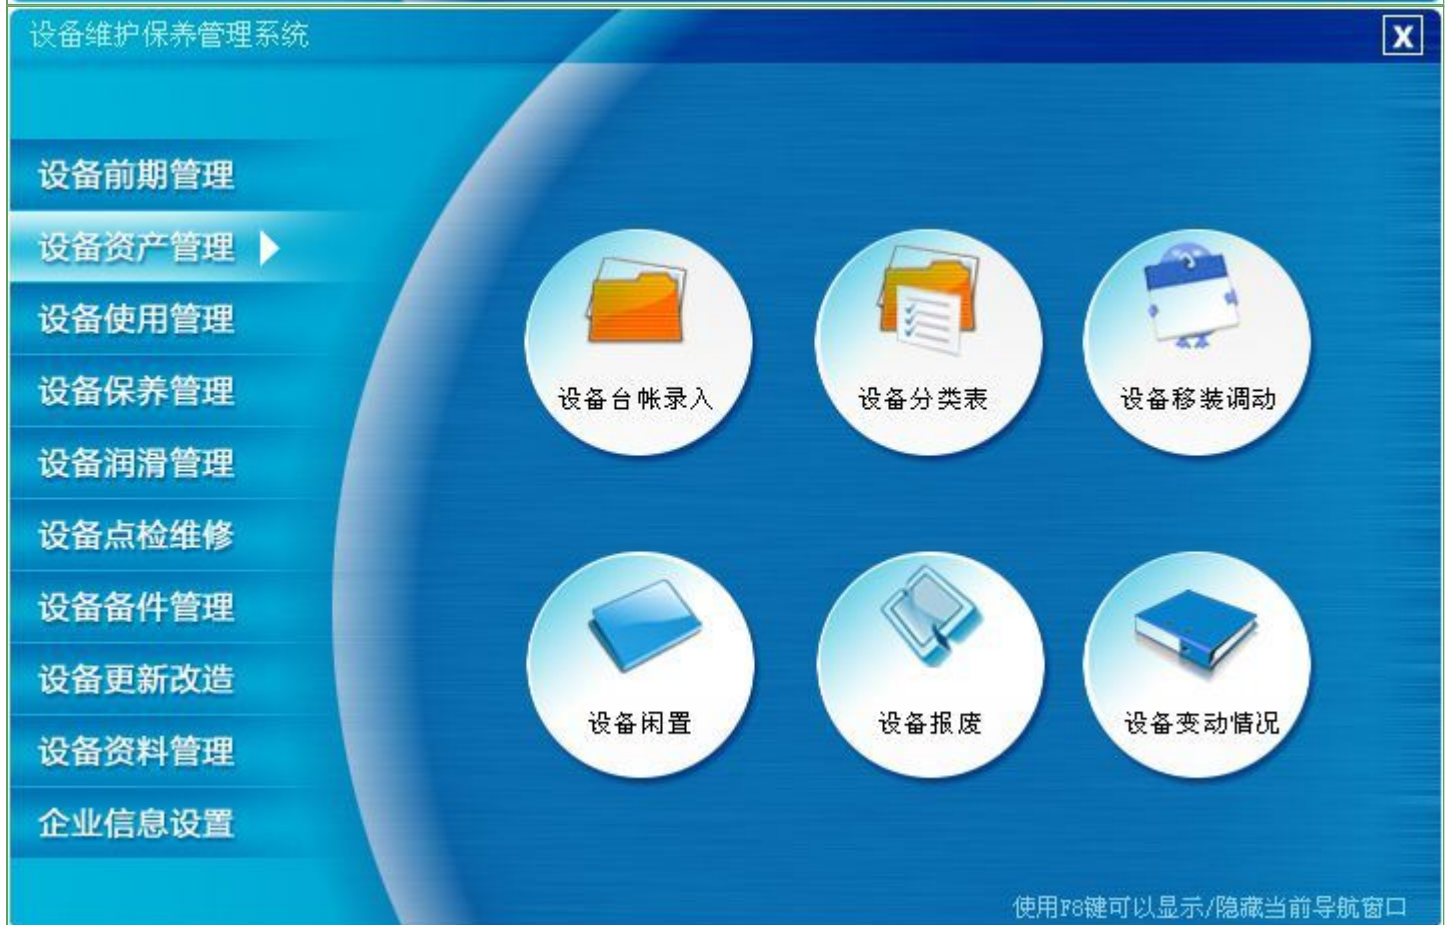 设备维护保养管理系统
X
设备前期管理
设备资产管理
设备使用管理
设备保养管理
设备润滑管理
设备点检维修
设备备件管理
设备更新改造
设备资料管理
企业信息设置
设备台帐录入
设备分类表
设备移装调动
设备闲置
设备报废
设备变动情况
使用F8键可以显示/隐藏当前导航窗口